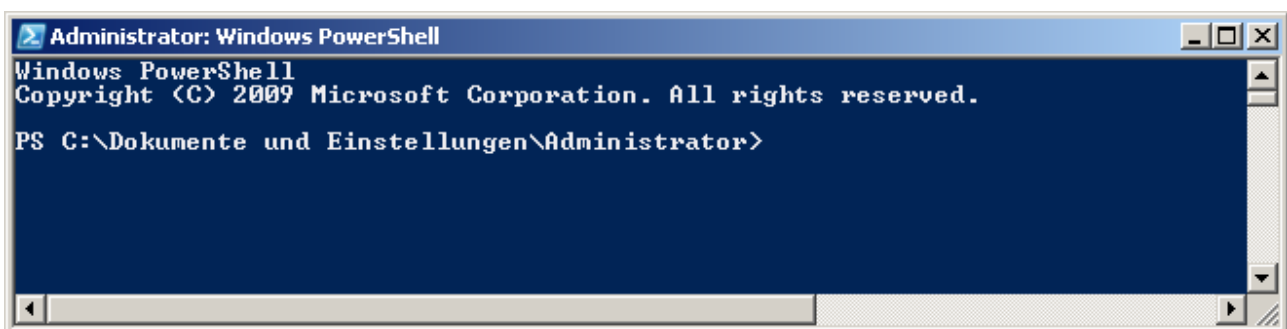 Administrator: Windows PowerShell
Windows PowerShell
Copyright (C) 2009 Microsoft Corporation. All rights reserved.
PS C:\Dokumente und Einstellungen\Administrator>